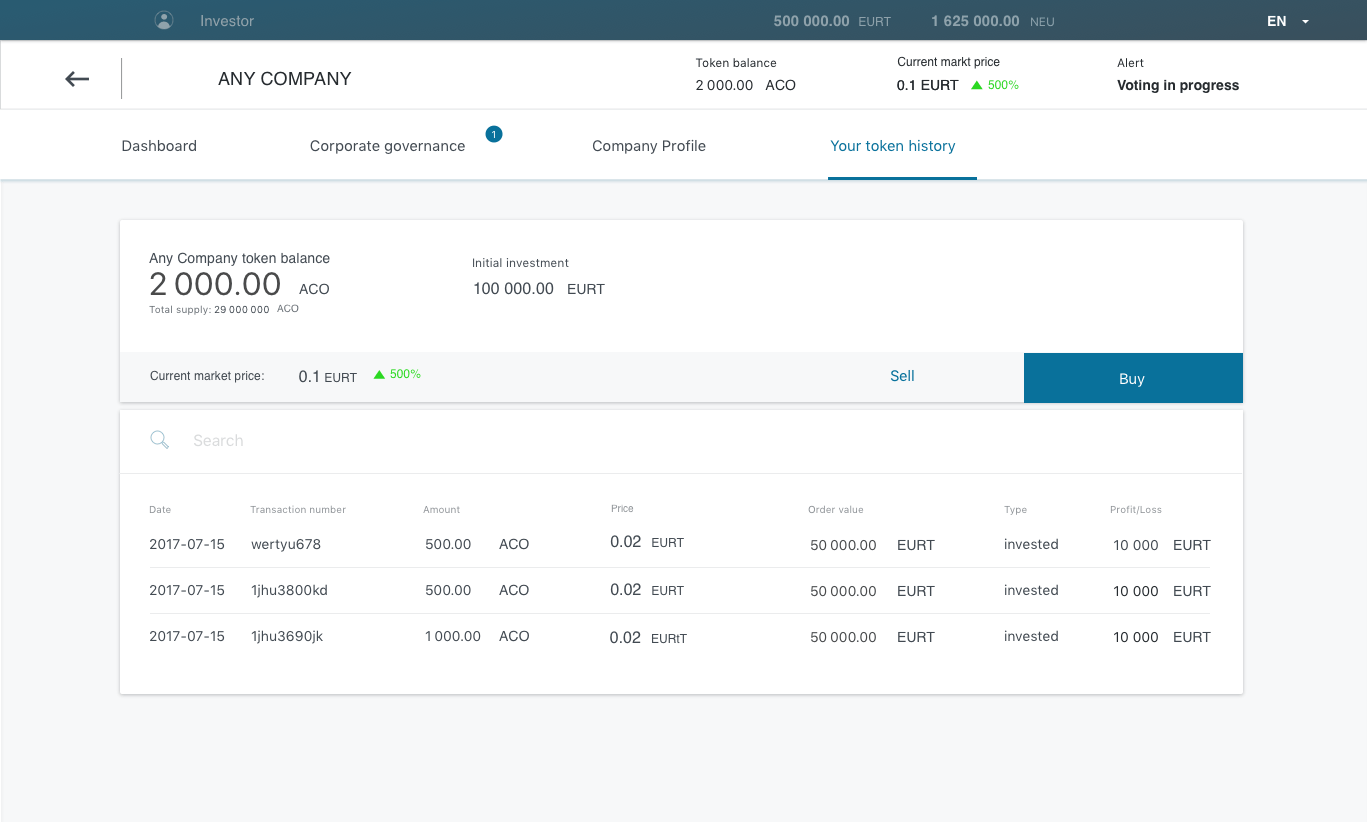 Investor 500 000.00 EURT 1 625 000.00 NEU EN
ANY COMPANY
Token balance
2 000.00 ACO
Current markt price
0.1 EURT 500%
Alert
Voting in progress
Dashboard Corporate governance 1 Company Profile Your token history
Any Company token balance
2 000.00 ACO
Total supply: 29 000 000 ACO
Initial investment
100 000.00 EURT
Current market price: 0.1 EURT 500% Sell Buy
Search
Date Transaction number Amount Price Order value Type Profit/Loss
2017-07-15 wertyu678 500.00 ACO 0.02 EURT 50 000.00 EURT invested 10 000 EURT
2017-07-15 1jhu3800kd 500.00 ACO 0.02 EURT 50 000.00 EURT invested 10 000 EURT
2017-07-15 1jhu3690jk 1 000.00 ACO 0.02 EURtT 50 000.00 EURT invested 10 000 EURT